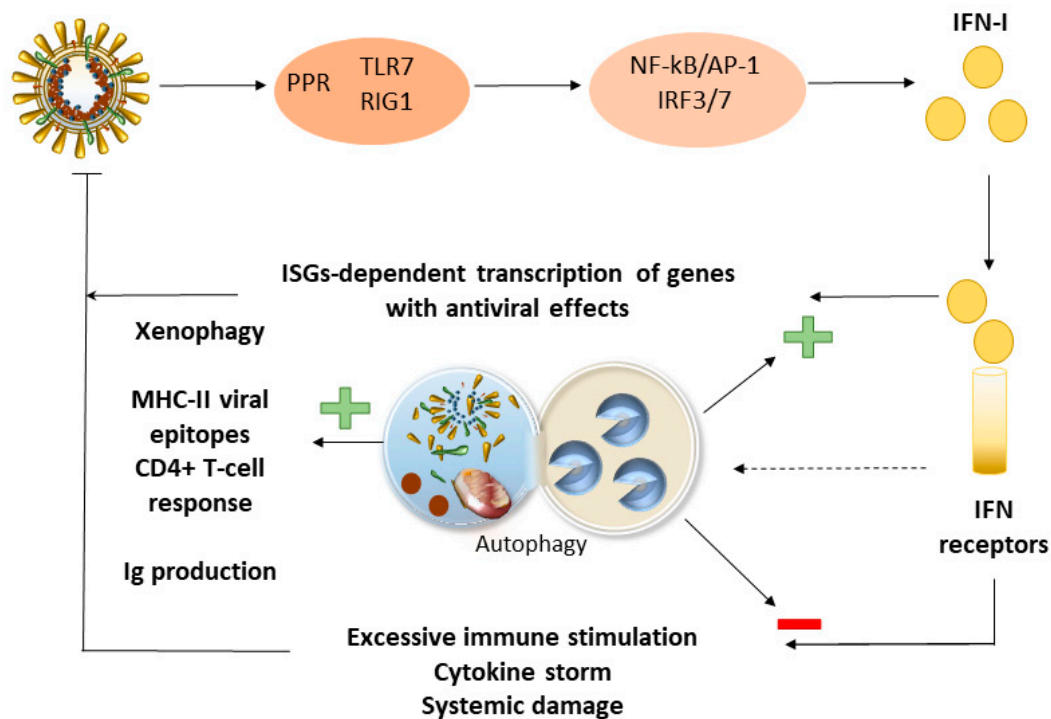 IFN-I
PPR
TLR7
RIG1
NF-kB/AP-1
IRF3/7
ISGs-dependent transcription of genes
with antiviral effects
Xenophagy
MHC-II viral
epitopes
CD4+ T-cell
response
Autophagy
IFN
receptors
Ig production
Excessive immune stimulation
Cytokine storm
Systemic damage